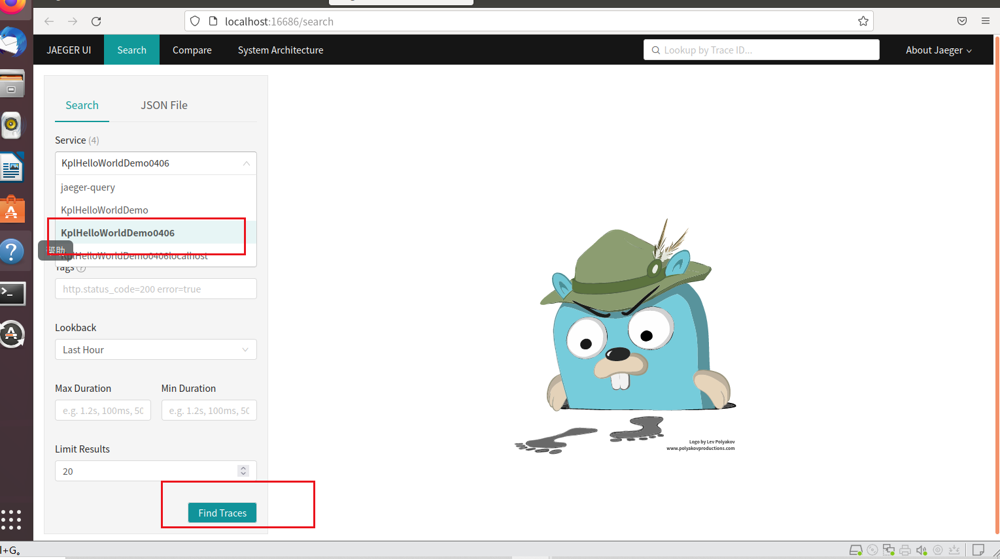 localhost:16686/search
JAEGER UI
Search
Compare
System Architecture
Lookup by Trace ID...
About Jaeger
Search
JSON File
Service (4)
KplHelloWorldDemo0406
jaeger-query
KplHelloWorldDemo
KplHelloWorldDemo0406
帮助
KplHelloWorldDemo0406localhost
Tags
http.status_code=200 error=true
Lookback
Last Hour
Max Duration
Min Duration
e.g. 1.2s, 100ms, 50
e.g. 1.2s, 100ms, 50
Limit Results
20
Find Traces
Logo by Lev Polyakov
www.polyakovproductions.com
l+G。